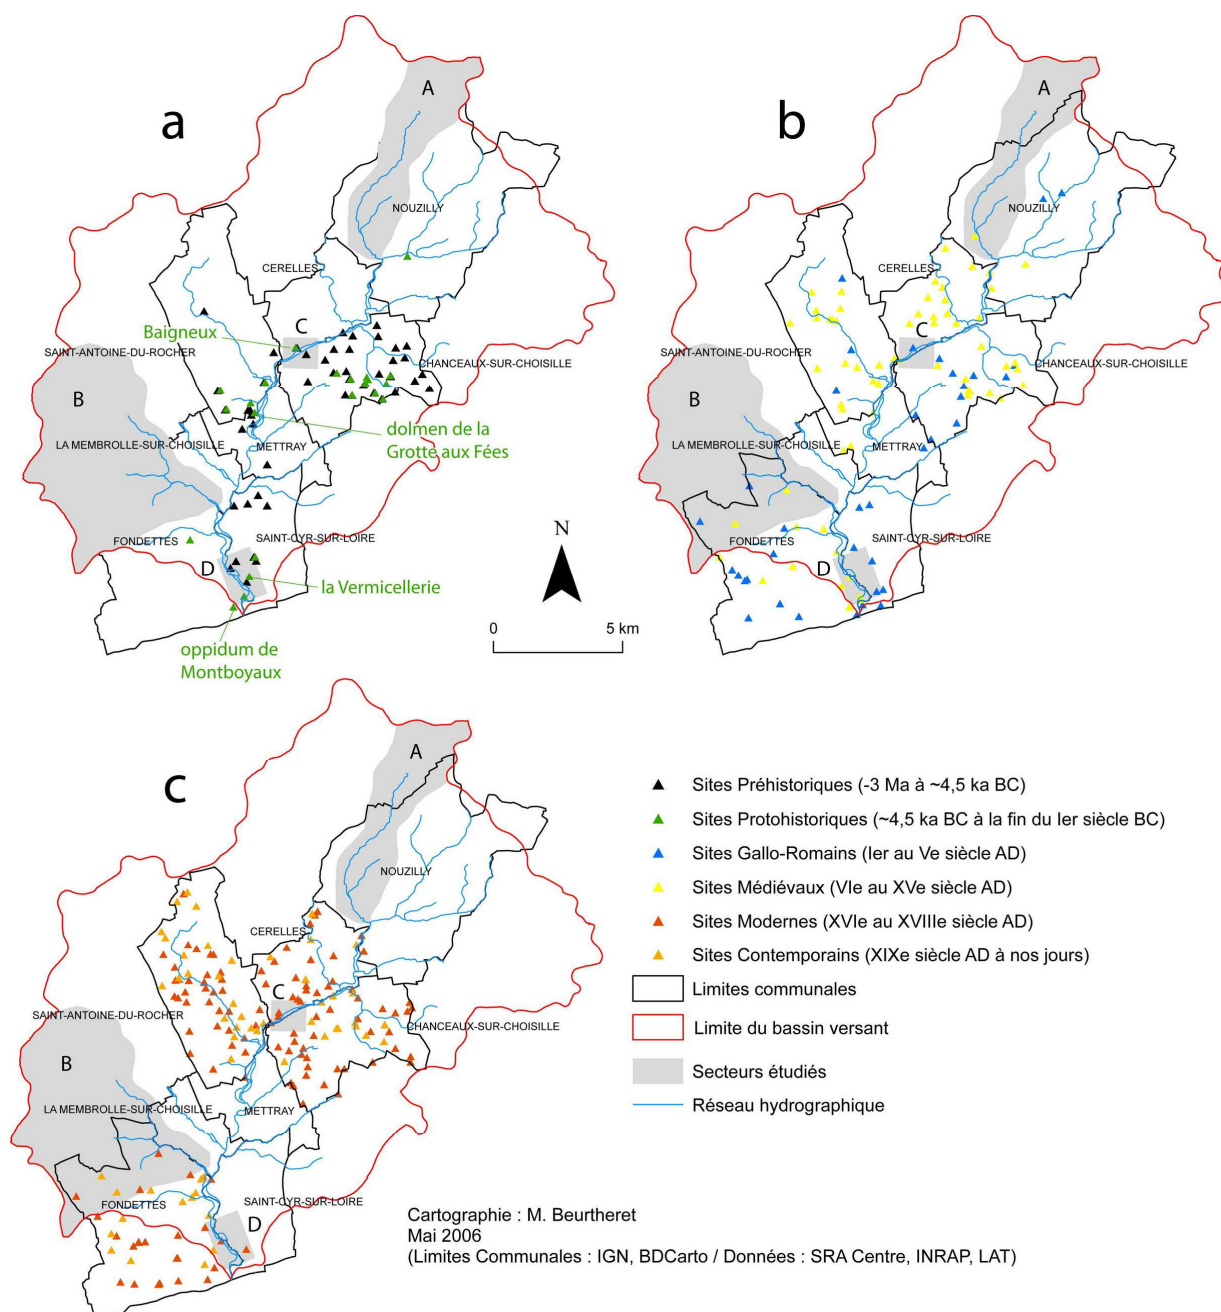 a
A
NOUZILLY
CERELLES
Baigneux
C
SAINT-ANTOINE-DU-ROCHER
CHANCEAUX-SUR-CHOISILLE
B
dolmen de la
Grotte aux Fées
LA MEMBROLLE-SUR-CHOISILLE
METTRAY
FONDETTES
SAINT-CYR-SUR-LOIRE
D
la Vermicellerie
oppidum de
Montboyaux
N
0 5 km
b
A
NOUZILLY
CERELLES
C
SAINT-ANTOINE-DU-ROCHER
CHANCEAUX-SUR-CHOISILLE
B
LA MEMBROLLE-SUR-CHOISILLE
METTRAY
FONDETTES
SAINT-CYR-SUR-LOIRE
D
c
A
NOUZILLY
CERELLES
C
SAINT-ANTOINE-DU-ROCHER
CHANCEAUX-SUR-CHOISILLE
B
LA MEMBROLLE-SUR-CHOISILLE
METTRAY
FONDETTES
SAINT-CYR-SUR-LOIRE
D
Sites Préhistoriques (-3 Ma à ~4,5 ka BC)
Sites Protohistoriques (~4,5 ka BC à la fin du Ier siècle BC)
Sites Gallo-Romains (Ier au Ve siècle AD)
Sites Médiévaux (VIe au XVe siècle AD)
Sites Modernes (XVIe au XVIIIe siècle AD)
Sites Contemporains (XIXe siècle AD à nos jours)
Limites communales
Limite du bassin versant
Secteurs étudiés
Réseau hydrographique
Cartographie : M. Beurtheret
Mai 2006
(Limites Communales : IGN, BDCarto / Données : SRA Centre, INRAP, LAT)